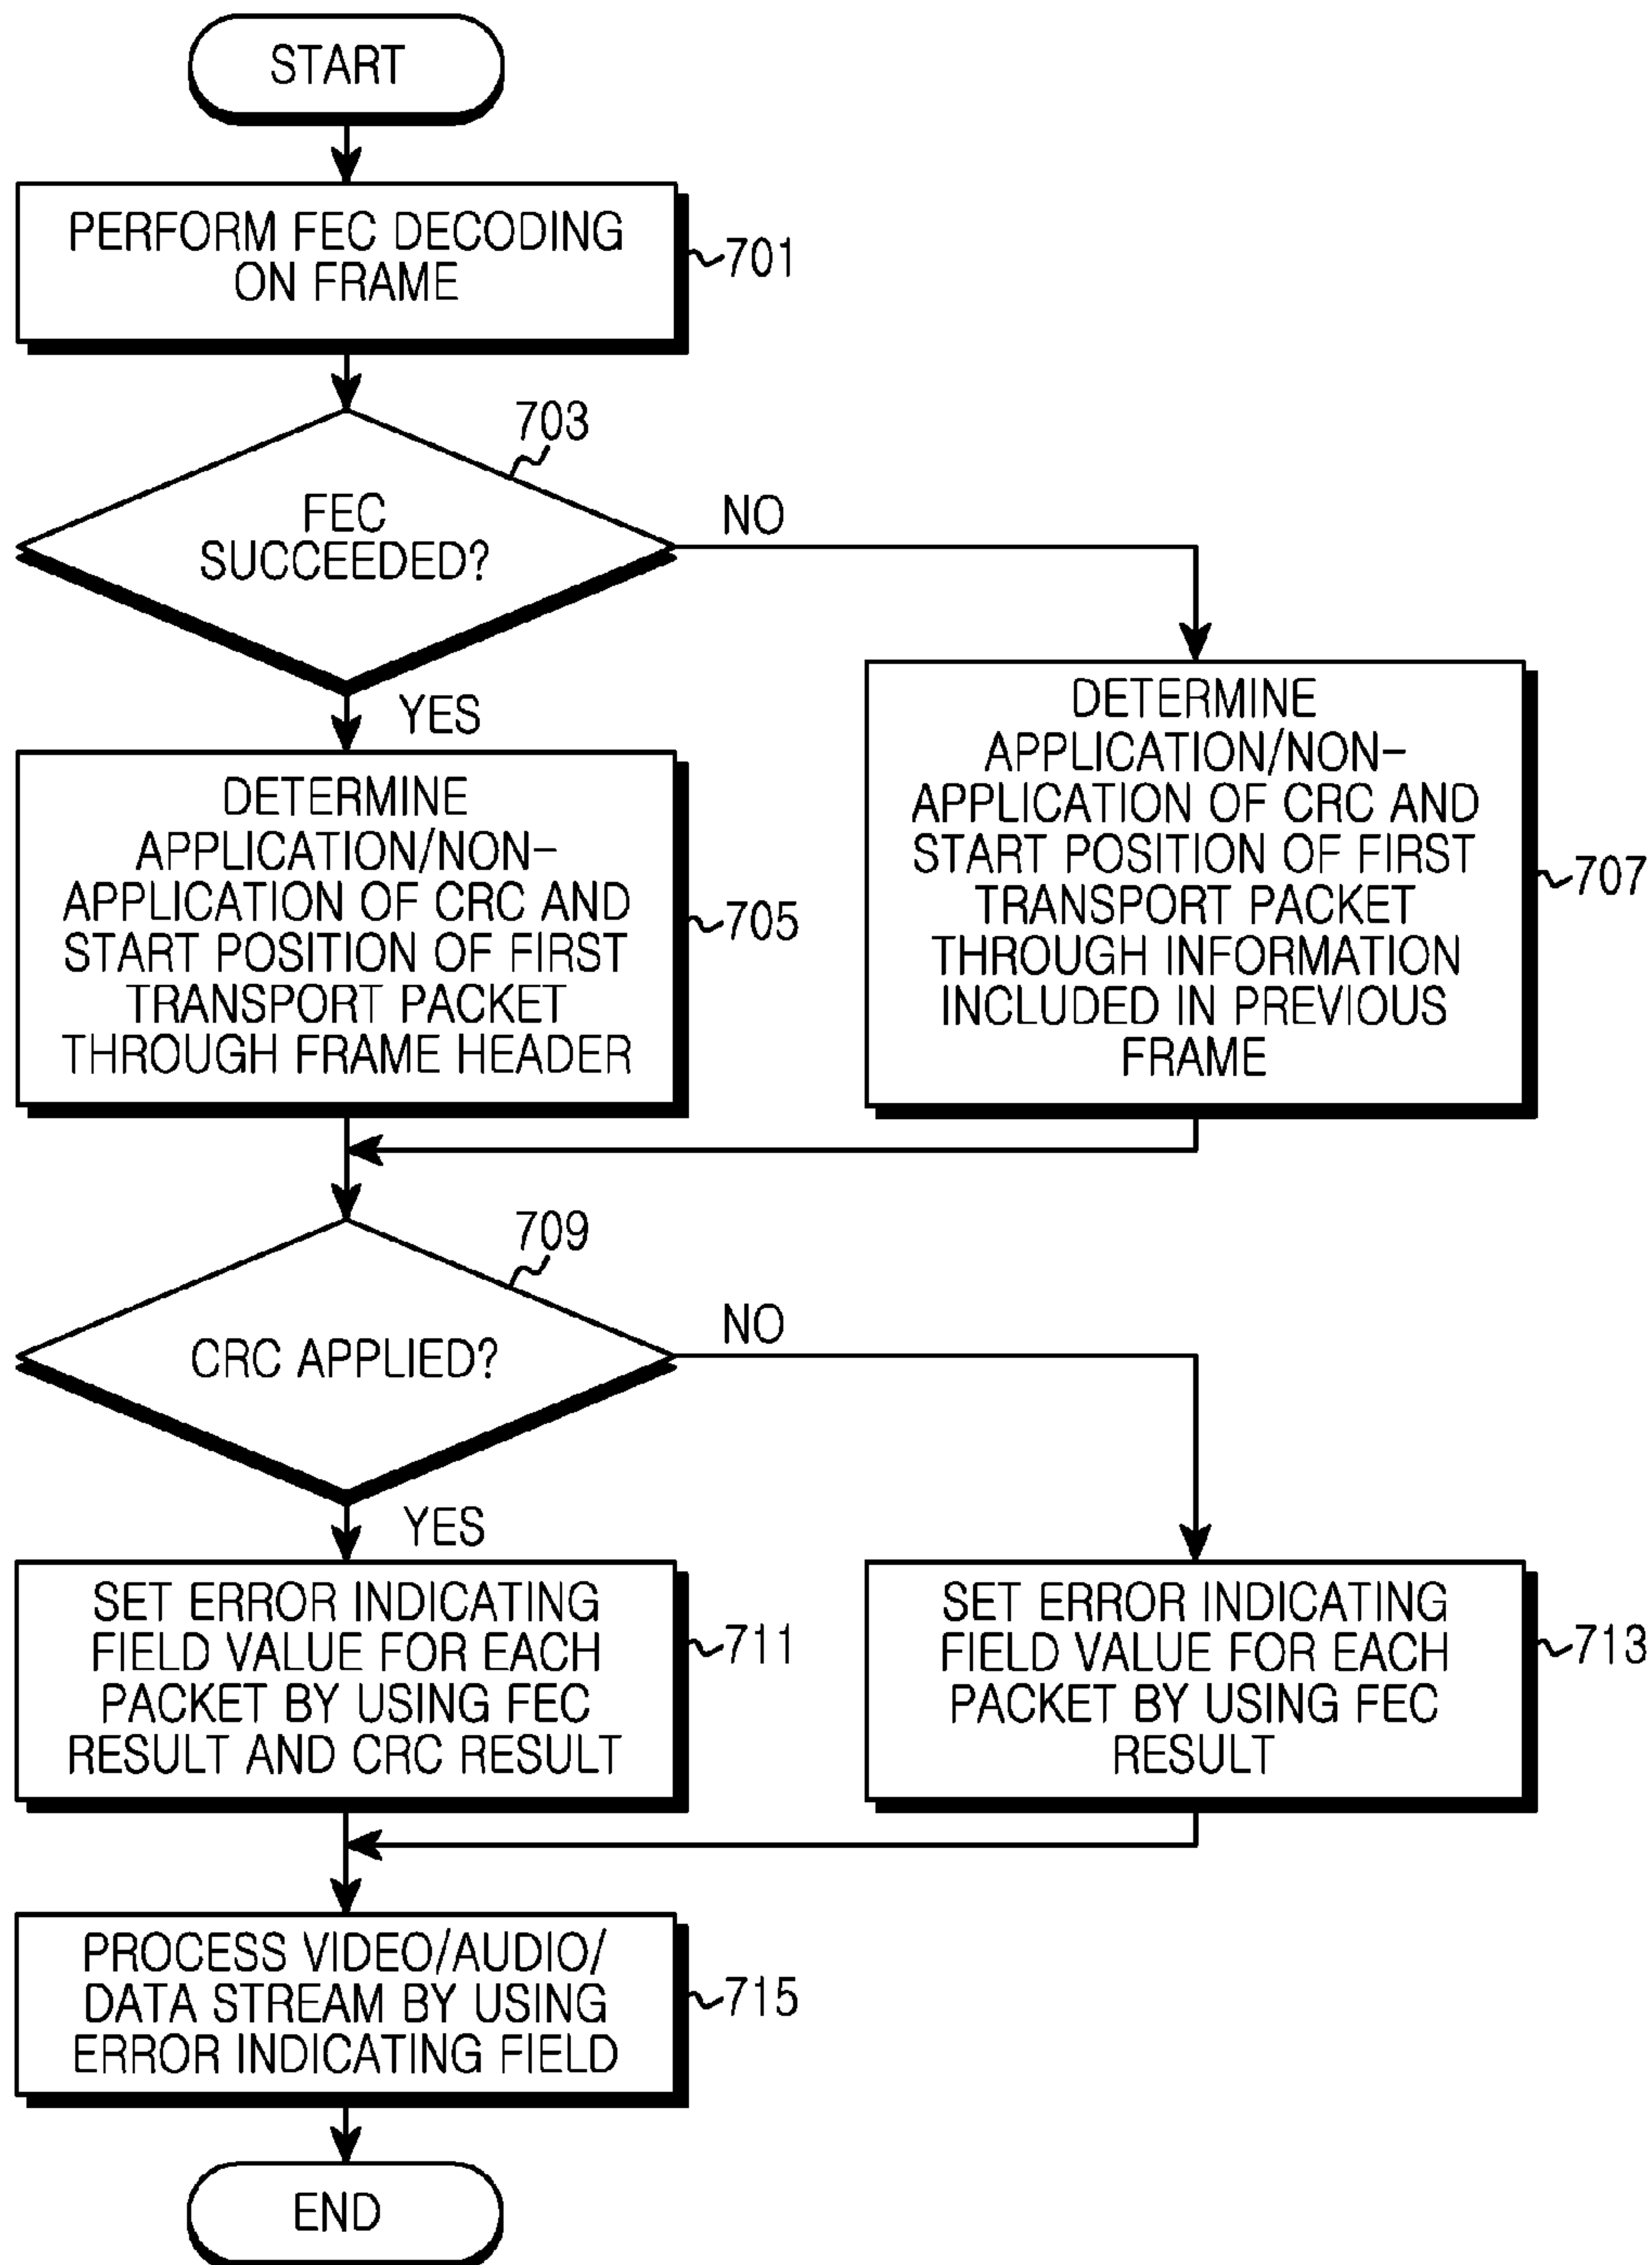 START
PERFORM FEC DECODING
ON FRAME
701
703
FEC
SUCCEEDED?
NO
YES
DETERMINE
APPLICATION/NON-
APPLICATION OF CRC AND
START POSITION OF FIRST
TRANSPORT PACKET
THROUGH FRAME HEADER
705
DETERMINE
APPLICATION/NON-
APPLICATION OF CRC AND
START POSITION OF FIRST
TRANSPORT PACKET
THROUGH INFORMATION
INCLUDED IN PREVIOUS
FRAME
707
709
CRC APPLIED?
NO
YES
SET ERROR INDICATING
FIELD VALUE FOR EACH
PACKET BY USING FEC
RESULT AND CRC RESULT
711
SET ERROR INDICATING
FIELD VALUE FOR EACH
PACKET BY USING FEC
RESULT
713
PROCESS VIDEO/AUDIO/
DATA STREAM BY USING
ERROR INDICATING FIELD
715
END